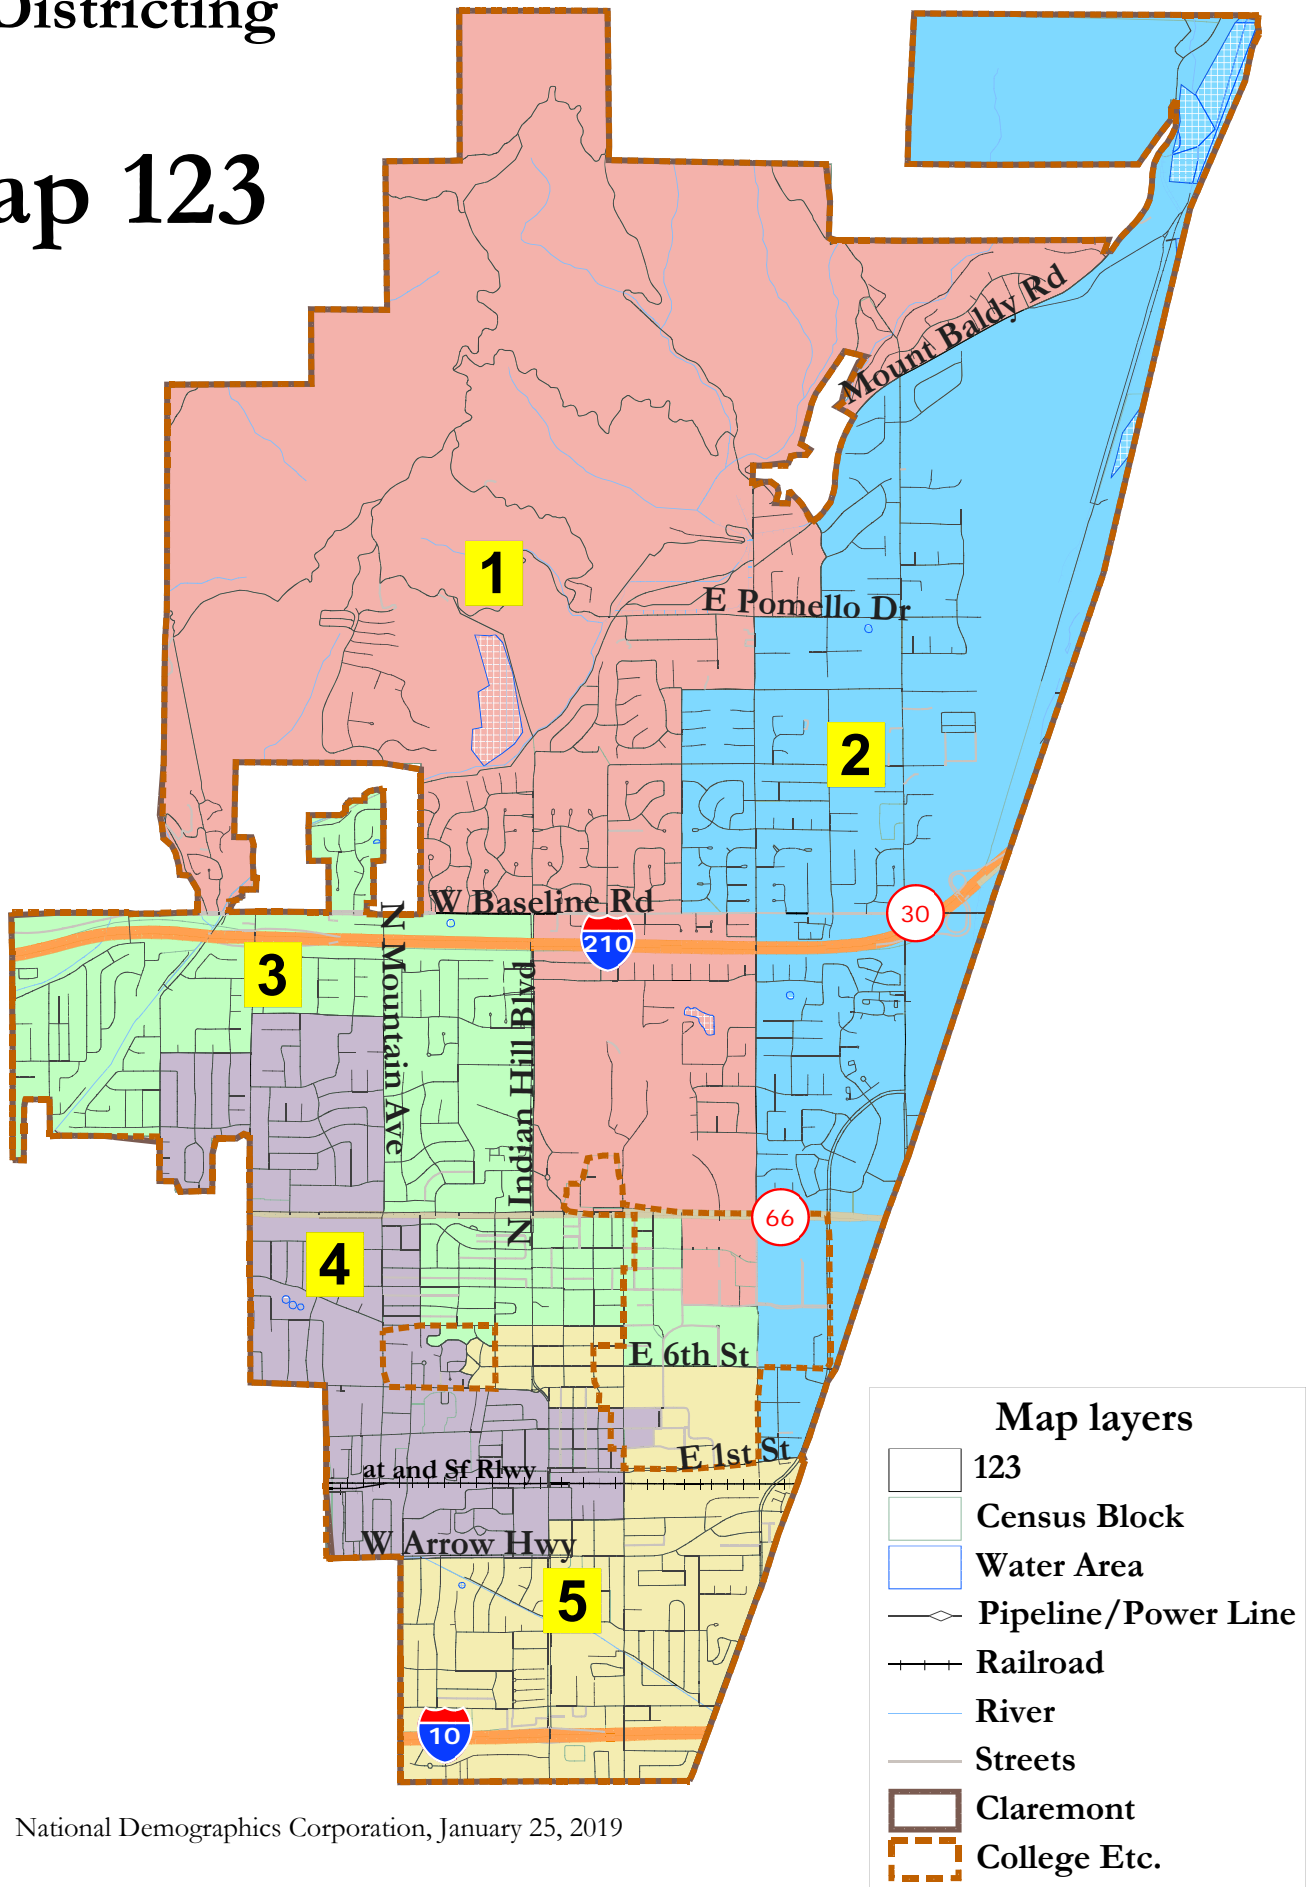 Districting
ap 123
Mount Baldy Rd
1
E Pomello Dr
2
W Baseline Rd
30
210
N Mountain Ave
3
N Indian Hill Blvd
66
4
E 6th St
E 1st St
at and Sf Rlwy
W Arrow Hwy
5
10
Map layers
123
Census Block
Water Area
Pipeline/Power Line
Railroad
River
Streets
Claremont
College Etc.
National Demographics Corporation, January 25, 2019